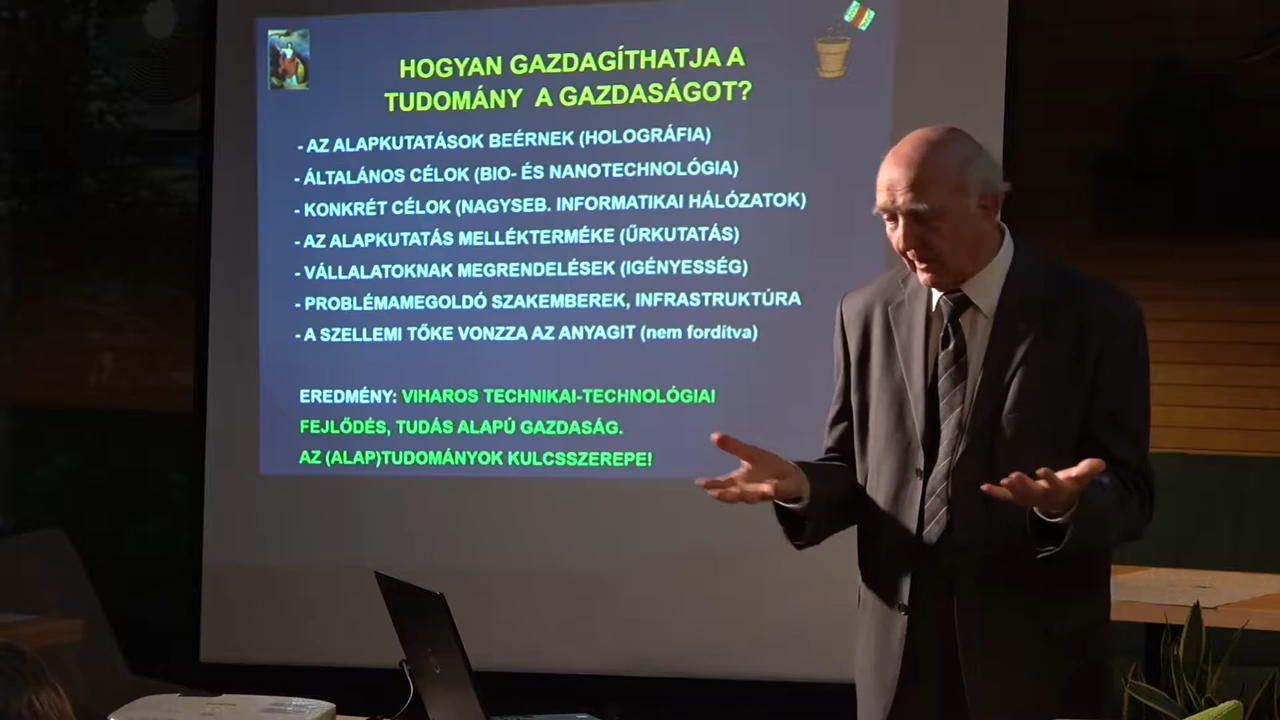 HOGYAN GAZDAGÍTHATJA A
TUDOMÁNY A GAZDASÁGOT?
- AZ ALAPKUTATÁSOK BEÉRNEK (HOLOGRÁFIA)
- ÁLTALÁNOS CÉLOK (BIO- ÉS NANOTECHNOLÓGIA)
- KONKRÉT CÉLOK (NAGYSEB. INFORMATIKAI HÁLÓZATOK)
- AZ ALAPKUTATÁS MELLÉKTERMÉKE (ŰRKUTATÁS)
- VÁLLALATOKNAK MEGRENDELÉSEK (IGÉNYESSÉG)
- PROBLÉMAMEGOLDÓ SZAKEMBEREK, INFRASTRUKTÚRA
- A SZELLEMI TŐKE VONZZA AZ ANYAGIT (nem fordítva)
EREDMÉNY: VIHAROS TECHNIKAI-TECHNOLÓGIAI
FEJLŐDÉS, TUDÁS ALAPÚ GAZDASÁG.
AZ (ALAP)TUDOMÁNYOK KULCSSZEREPE!